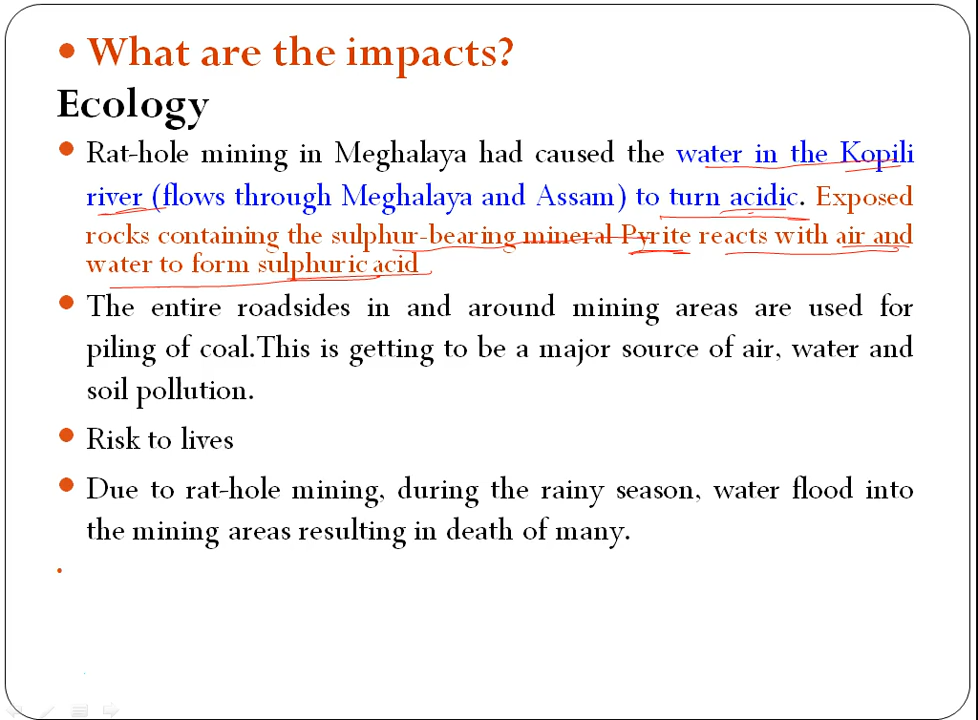 • What are the impacts?
Ecology
• Rat-hole mining in Meghalaya had caused the water in the Kopili
river (flows through Meghalaya and Assam) to turn acidic. Exposed
rocks containing the sulphur-bearing mineral Pyrite reacts with air and
water to form sulphuric acid
• The entire roadsides in and around mining areas are used for
piling of coal.This is getting to be a major source of air, water and
soil pollution.
• Risk to lives
• Due to rat-hole mining, during the rainy season, water flood into
the mining areas resulting in death of many.
•